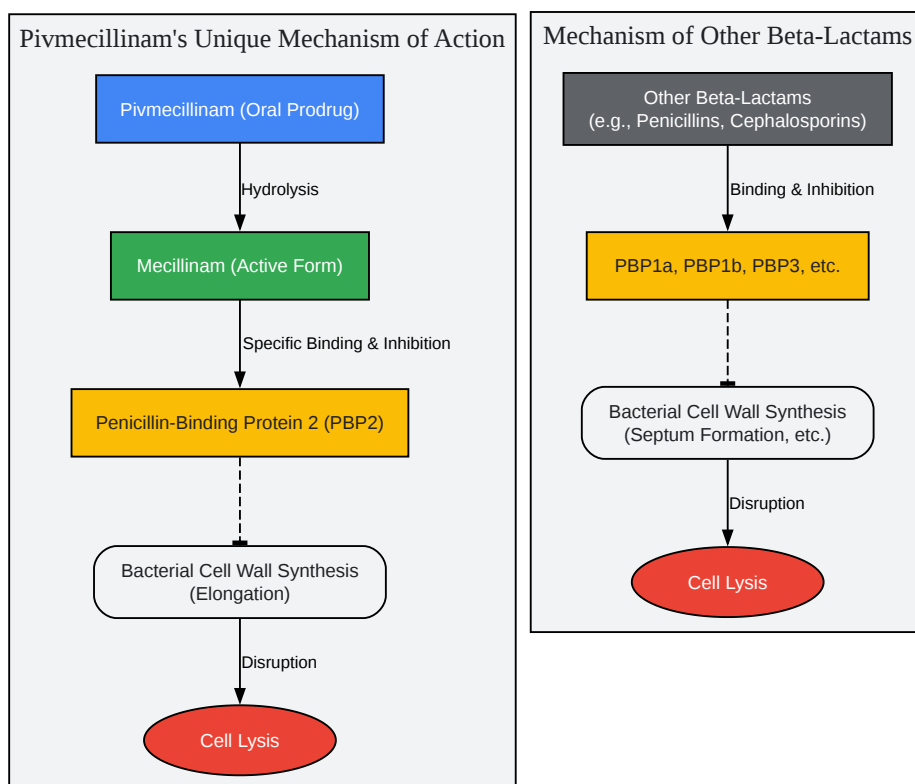 Pivmecillinam's Unique Mechanism of Action
Pivmecillinam (Oral Prodrug)
Hydrolysis
Mecillinam (Active Form)
Specific Binding & Inhibition
Penicillin-Binding Protein 2 (PBP2)
Bacterial Cell Wall Synthesis
(Elongation)
Disruption
Cell Lysis
Mechanism of Other Beta-Lactams
Other Beta-Lactams
(e.g., Penicillins, Cephalosporins)
Binding & Inhibition
PBP1a, PBP1b, PBP3, etc.
Bacterial Cell Wall Synthesis
(Septum Formation, etc.)
Disruption
Cell Lysis